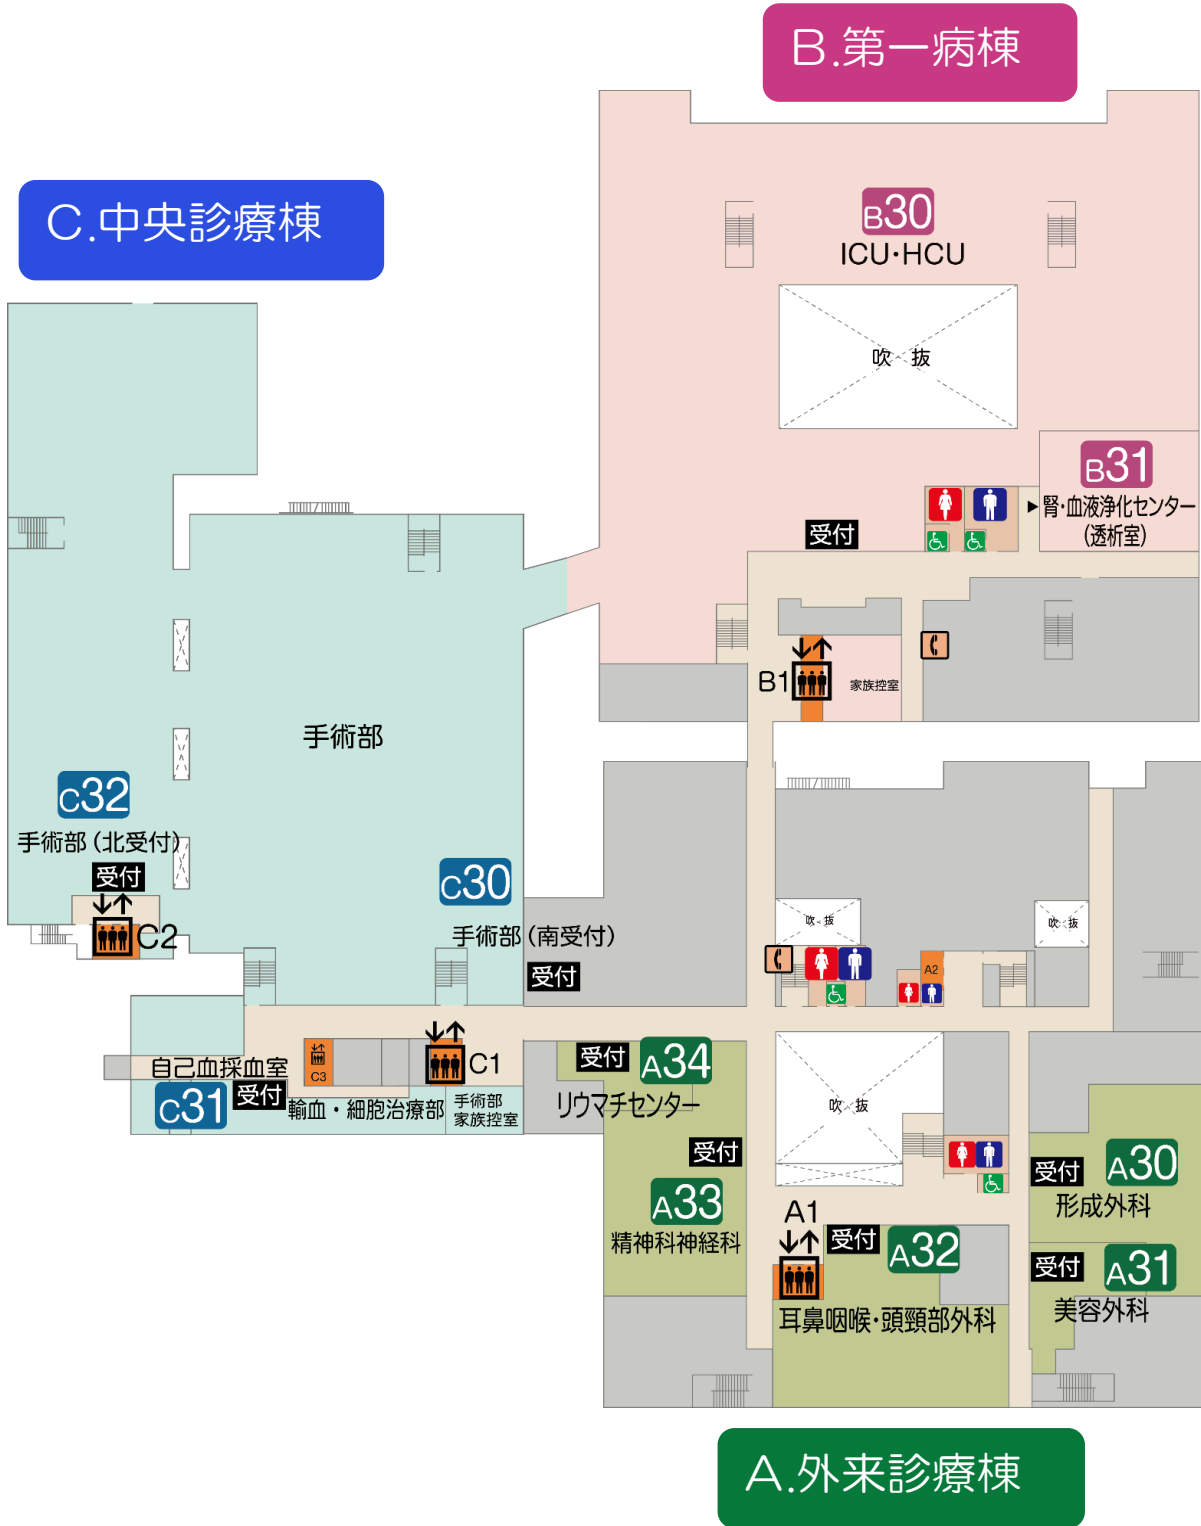 B.第一病棟
C.中央診療棟
B30
ICU・HCU
吹 抜
B31
腎・血液浄化センター
(透析室)
受付
B1
家族控室
手術部
C32
手術部(北受付)
受付
C2
C30
手術部(南受付)
受付
吹 抜
吹 抜
A2
自己血採血室
C31
受付
C3
C1
輸血・細胞治療部
手術部
家族控室
受付
A34
リウマチセンター
吹 抜
受付
A33
精神科神経科
A1
受付
A32
耳鼻咽喉・頭頸部外科
受付
A30
形成外科
受付
A31
美容外科
A.外来診療棟